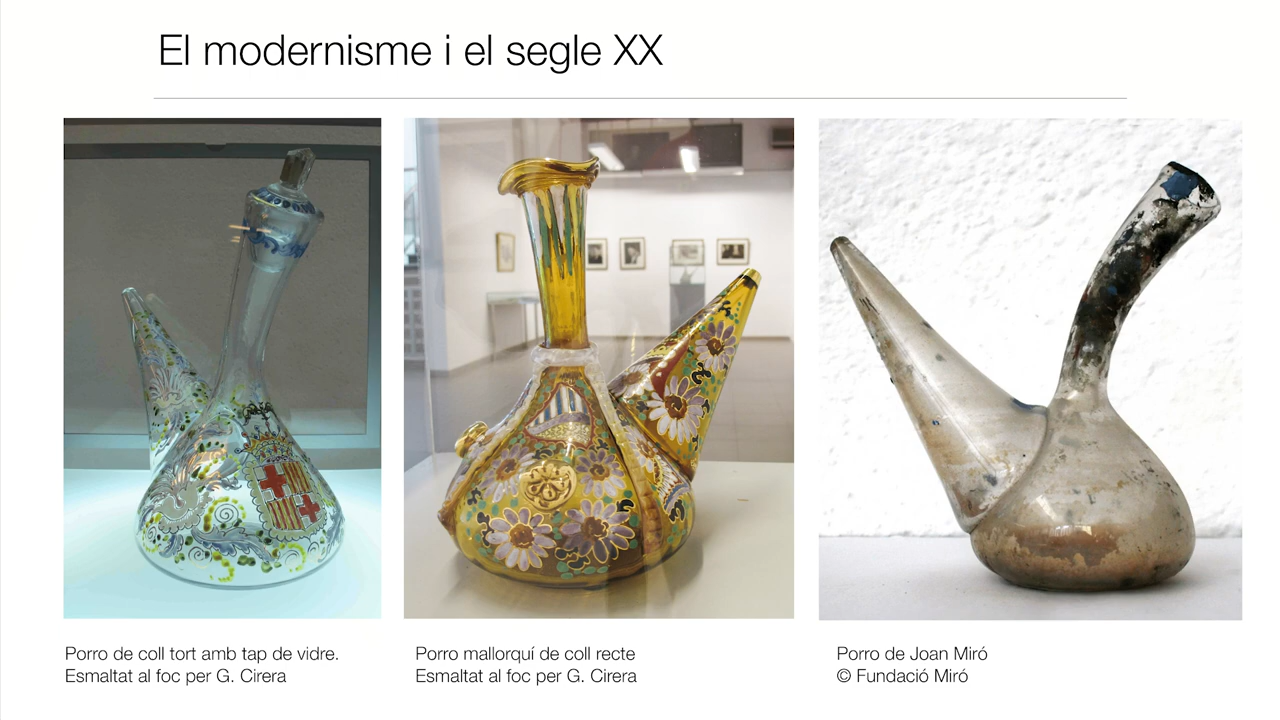 El modernisme i el segle XX
Porro de coll tort amb tap de vidre.
Esmaltat al foc per G. Cirera
Porro mallorquí de coll recte
Esmaltat al foc per G. Cirera
Porro de Joan Miró
© Fundació Miró